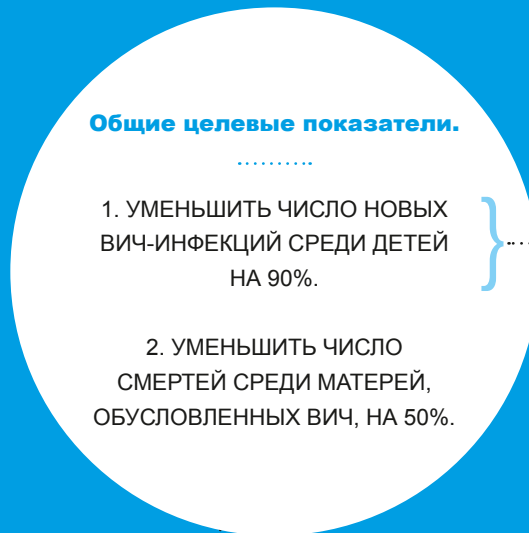 Общие целевые показатели.
1. УМЕНЬШИТЬ ЧИСЛО НОВЫХ
ВИЧ-ИНФЕКЦИЙ СРЕДИ ДЕТЕЙ
НА 90%.
2. УМЕНЬШИТЬ ЧИСЛО
СМЕРТЕЙ СРЕДИ МАТЕРЕЙ,
ОБУСЛОВЛЕННЫХ ВИЧ, НА 50%.